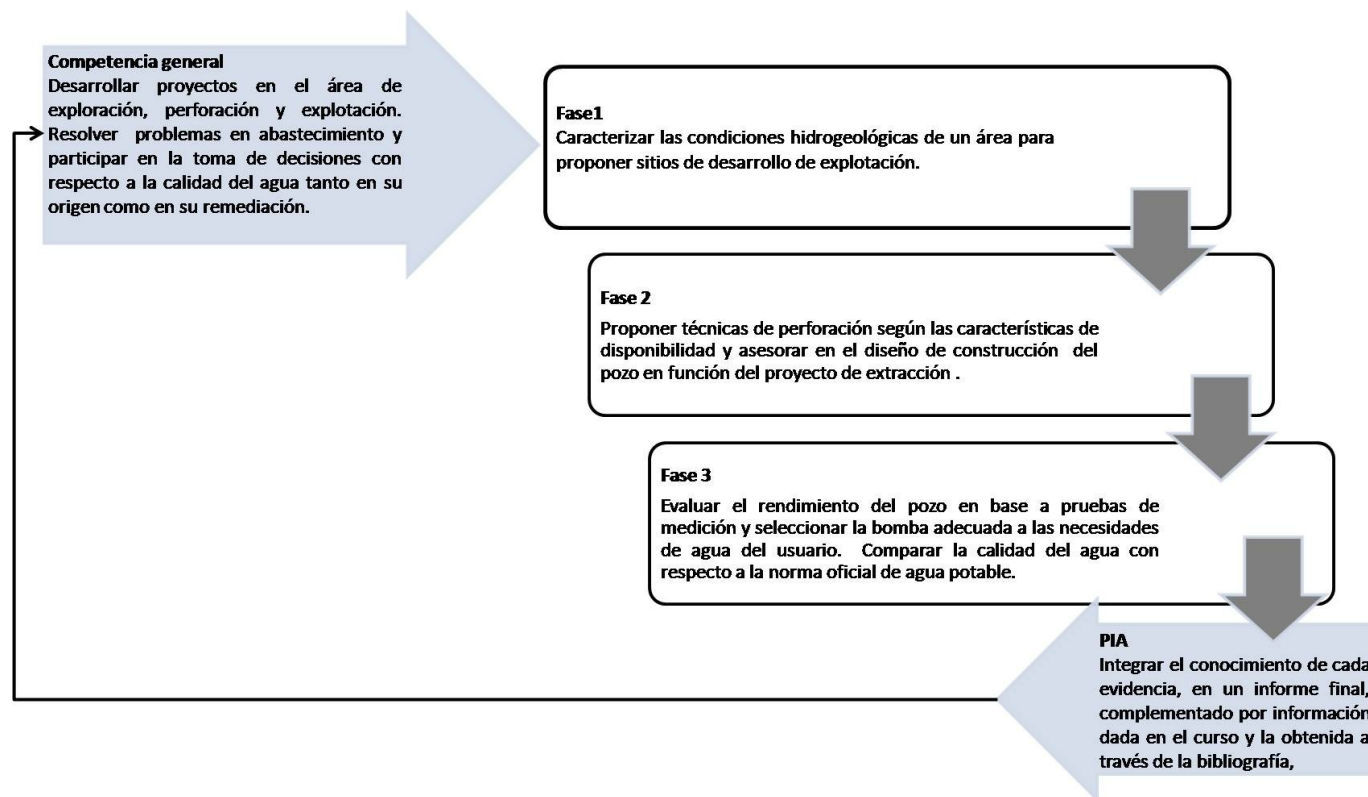 Competencia general
Desarrollar proyectos en el área de
exploración, perforación y explotación.
Resolver problemas en abastecimiento y
participar en la toma de decisiones con
respecto a la calidad del agua tanto en su
origen como en su remediación.
Fase1
Caracterizar las condiciones hidrogeológicas de un área para
proponer sitios de desarrollo de explotación.
Fase 2
Proponer técnicas de perforación según las características de
disponibilidad y asesorar en el diseño de construcción del
pozo en función del proyecto de extracción .
Fase 3
Evaluar el rendimiento del pozo en base a pruebas de
medición y seleccionar la bomba adecuada a las necesidades
de agua del usuario. Comparar la calidad del agua con
respecto a la norma oficial de agua potable.
PIA
Integrar el conocimiento de cada
evidencia, en un informe final,
complementado por información
dada en el curso y la obtenida a
través de la bibliografía,